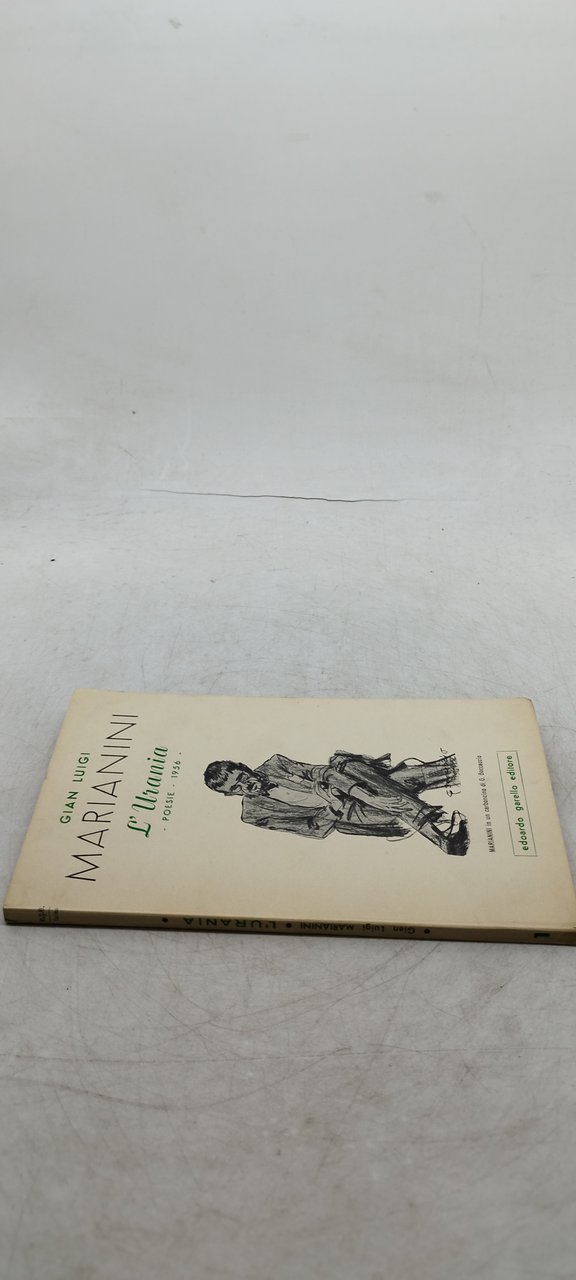 GIAN LUIGI
MARIANINI
L'Urania
- POESIE - 1956 -
MARIANINI in un carboncino di G. Boccaccio
edoardo garello editore
1 • Gian Luigi MARIANINI • L'URANIA •